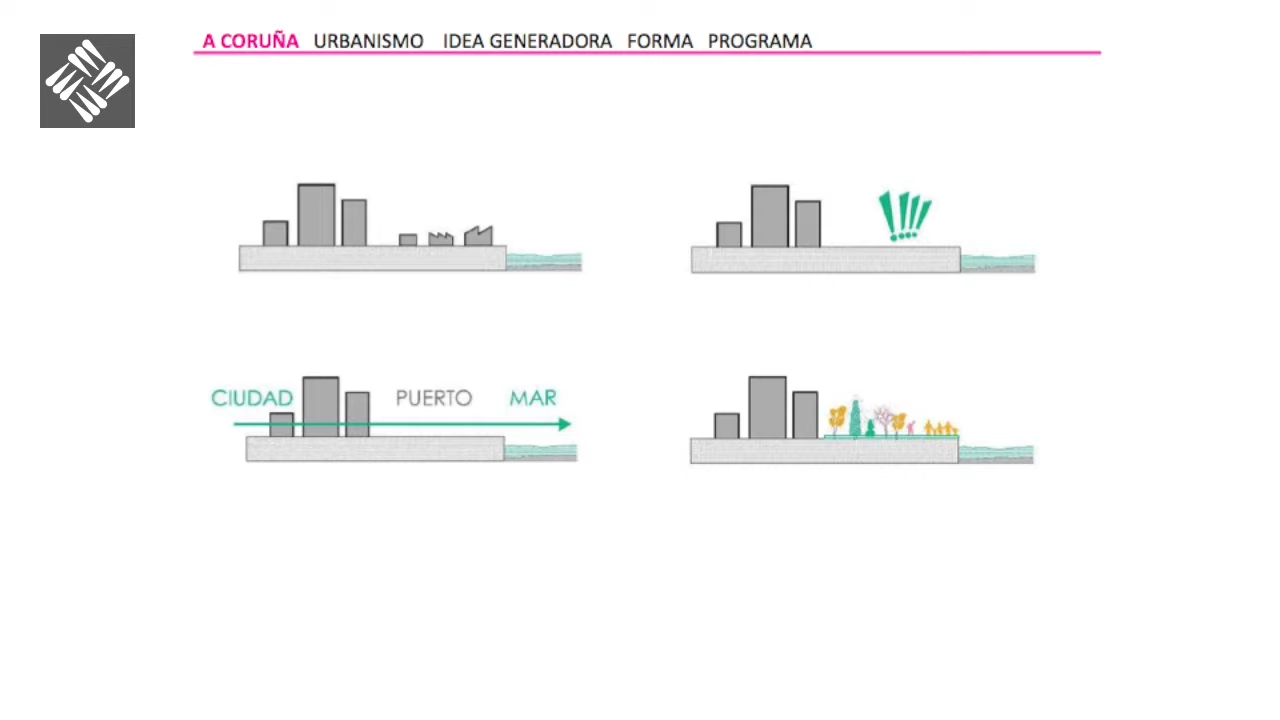 A CORUÑA URBANISMO IDEA GENERADORA FORMA PROGRAMA
!!!!
CIUDAD PUERTO MAR